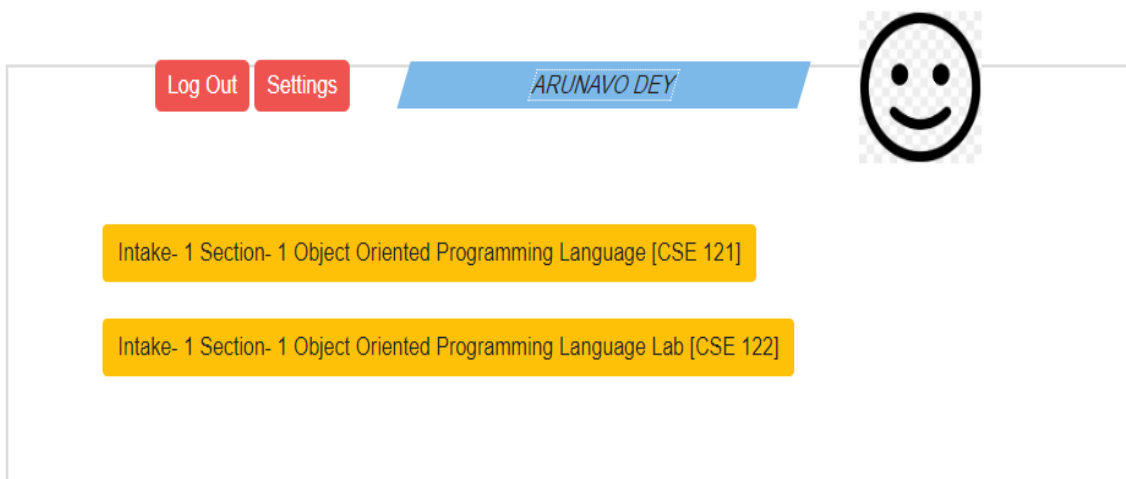 Log Out Settings ARUNAVO DEY
Intake- 1 Section- 1 Object Oriented Programming Language [CSE 121]
Intake- 1 Section- 1 Object Oriented Programming Language Lab [CSE 122]